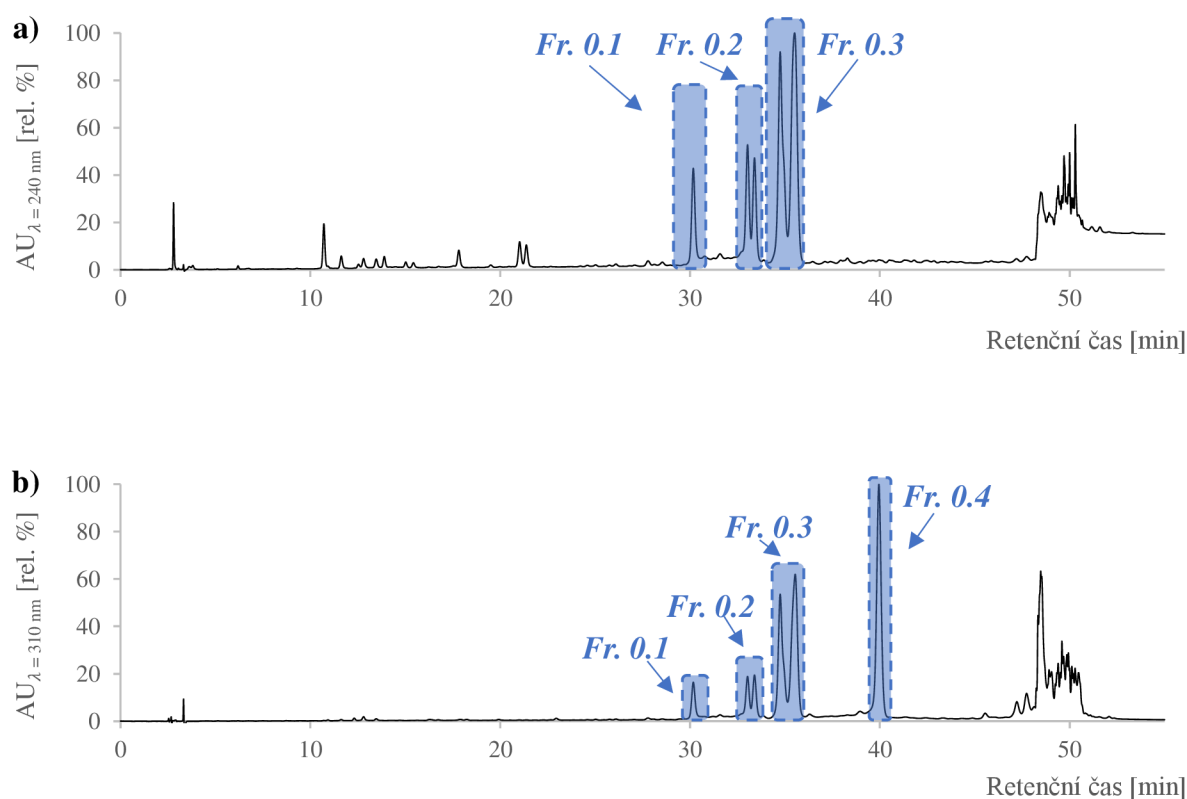 a)
AU λ = 240 nm [rel. %]
100
80
60
40
20
0
Fr. 0.1
Fr. 0.2
Fr. 0.3
0 10 20 30 40 50
Retenční čas [min]
b)
AU λ = 310 nm [rel. %]
100
80
60
40
20
0
Fr. 0.4
Fr. 0.3
Fr. 0.2
Fr. 0.1
0 10 20 30 40 50
Retenční čas [min]